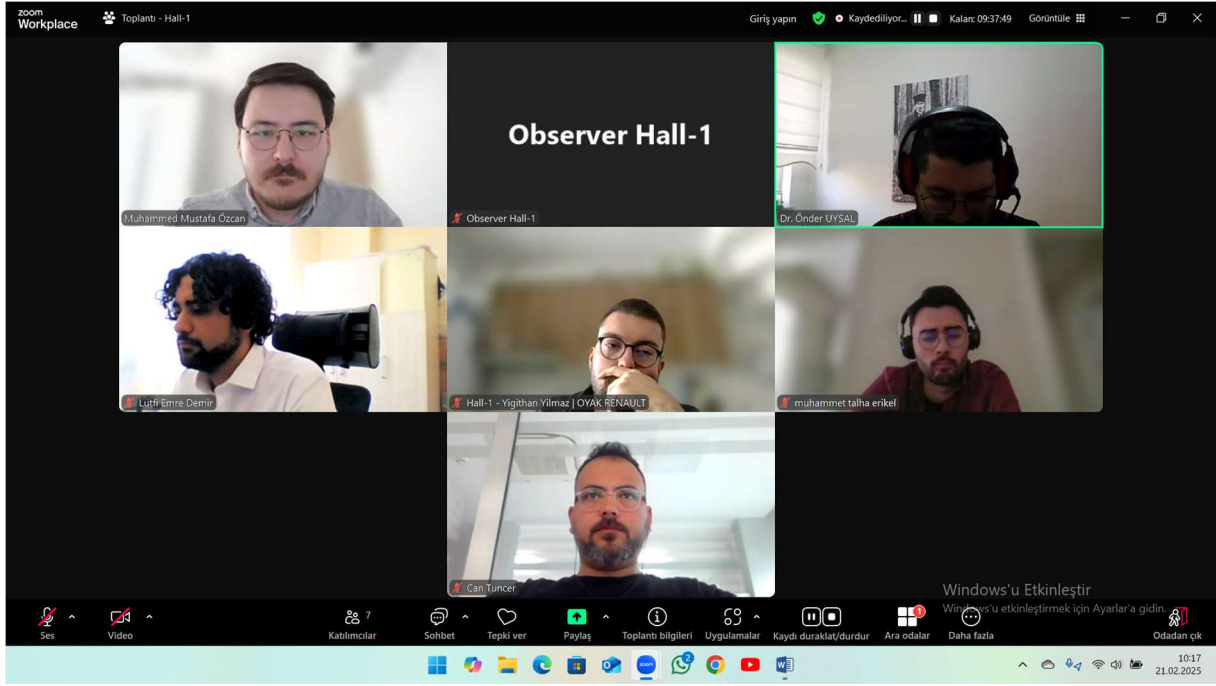 zoom
Workplace
Toplantı - Hall-1
Giriş yapın
Kaydediliyor...
Kalan: 09:37:49
Görüntüle
Muhammed Mustafa Özcan
Observer Hall-1
Observer Hall-1
Dr. Önder UYSAL
Lutfi Emre Demir
Hall-1 - Yigithan Yilmaz | OYAK RENAULT
muhammet talha erikel
Can Tuncer
Windows'u Etkinleştir
Windows'u etkinleştirmek için Ayarlar'a gidin.
Ses
Video
7
Katılımcılar
Sohbet
Tepki ver
Paylaş
Toplantı bilgileri
Uygulamalar
Kaydı duraklat/durdur
1
Ara odalar
Daha fazla
Odadan çık
zoom
2
10:17
21.02.2025